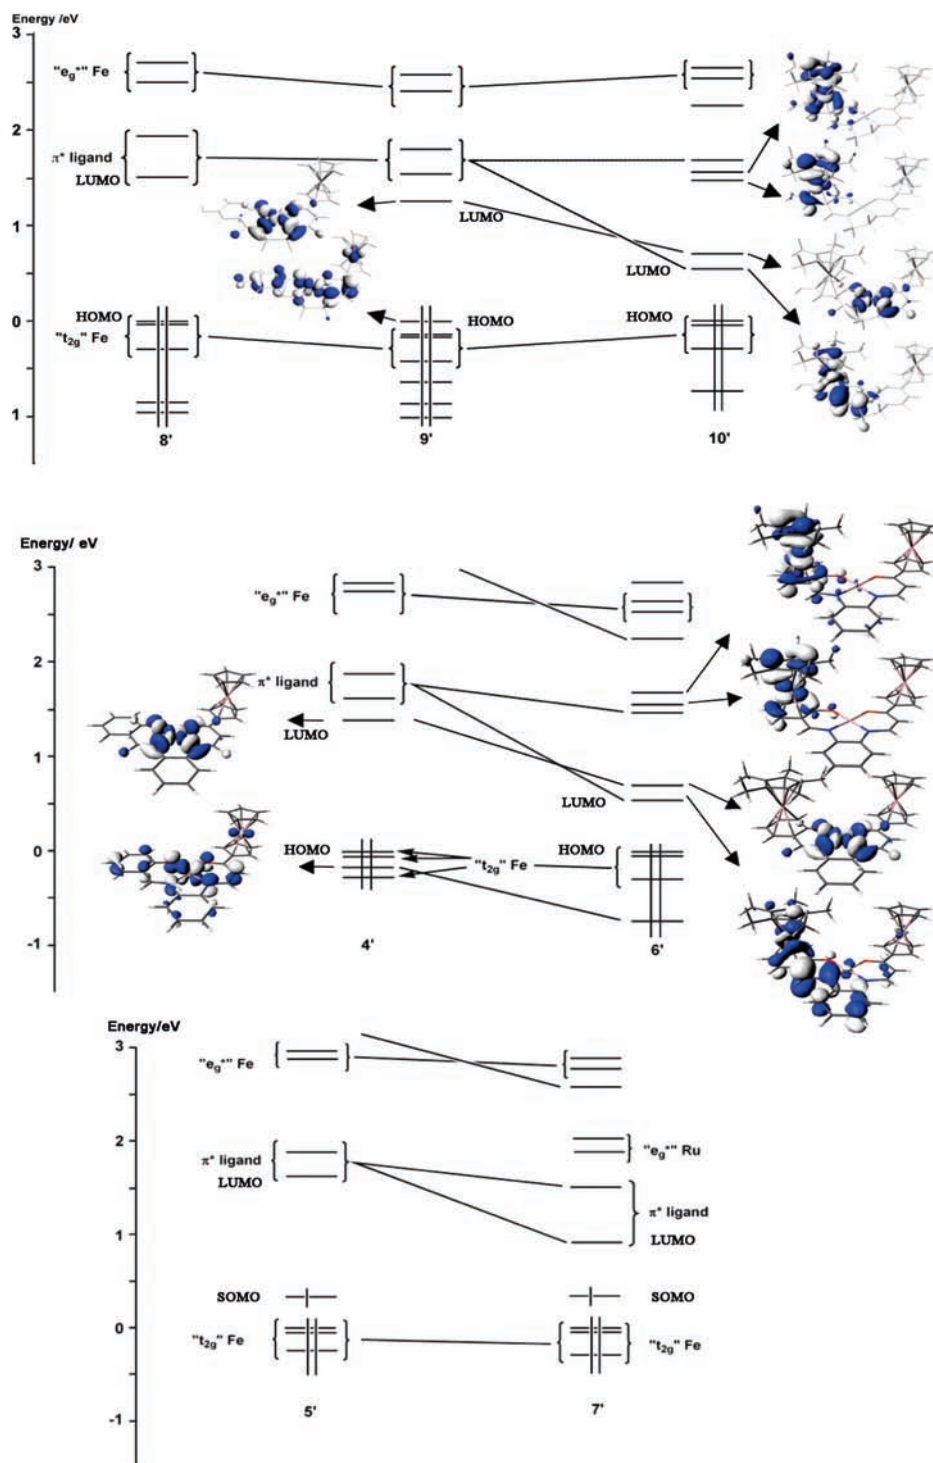 Energy /eV
3
"eg*" Fe
2
π* ligand
LUMO
LUMO
1
LUMO
HOMO
0
HOMO
HOMO
"t2g" Fe
1
8'
9'
10'
Energy/ eV
3
"eg*" Fe
2
π* ligand
LUMO
1
LUMO
HOMO
0
"t2g" Fe
HOMO
4'
6'
-1
Energy/eV
3
"eg*" Fe
2
"eg*" Ru
π* ligand
LUMO
π* ligand
1
LUMO
SOMO
SOMO
0
"t2g" Fe
"t2g" Fe
5'
7'
-1